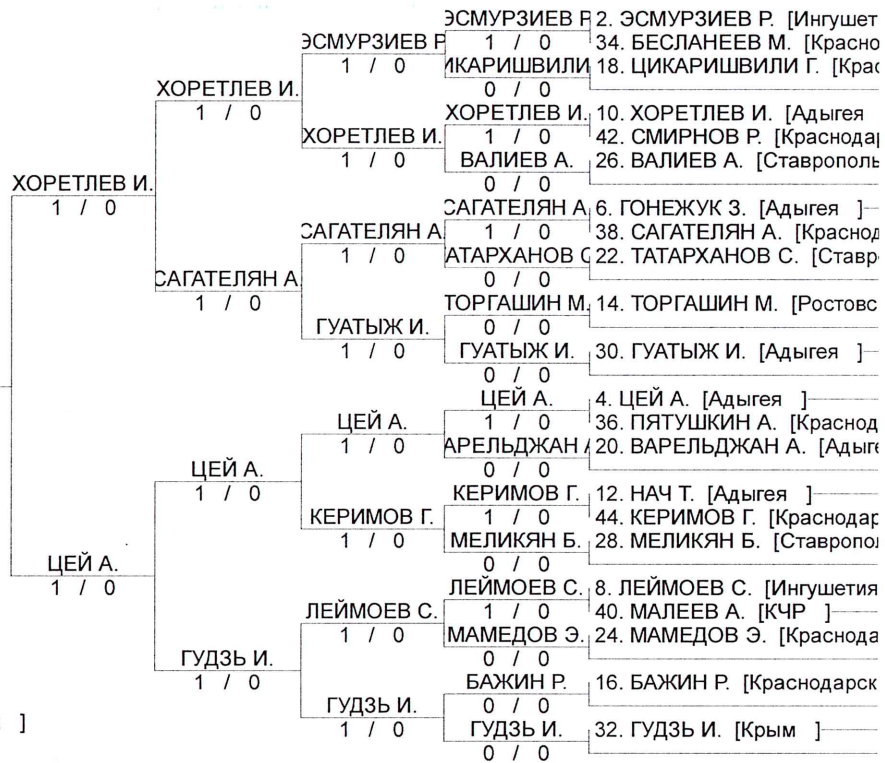 ЭСМУРЗИЕВ Р. 2. ЭСМУРЗИЕВ Р. [Ингушет
ЭСМУРЗИЕВ Р 1 / 0 34. БЕСЛАНЕЕВ М. [Красно
1 / 0 ИКАРИШВИЛИ 18. ЦИКАРИШВИЛИ Г. [Крас
ХОРЕТЛЕВ И. 0 / 0
1 / 0 ХОРЕТЛЕВ И. 10. ХОРЕТЛЕВ И. [Адыгея
ХОРЕТЛЕВ И. 1 / 0 42. СМИРНОВ Р. [Краснодар
1 / 0 ВАЛИЕВ А. 26. ВАЛИЕВ А. [Ставрополь
ХОРЕТЛЕВ И. 0 / 0
1 / 0 САГАТЕЛЯН А 6. ГОНЕЖУК З. [Адыгея ]
САГАТЕЛЯН А 1 / 0 38. САГАТЕЛЯН А. [Краснод
1 / 0 АТАРХАНОВ С 22. ТАТАРХАНОВ С. [Ставр
САГАТЕЛЯН А 0 / 0
1 / 0 ТОРГАШИН М. 14. ТОРГАШИН М. [Ростовс
ГУАТЫЖ И. 0 / 0
1 / 0 ГУАТЫЖ И. 30. ГУАТЫЖ И. [Адыгея ]
0 / 0
ЦЕЙ А. 4. ЦЕЙ А. [Адыгея ]
ЦЕЙ А. 1 / 0 36. ПЯТУШКИН А. [Краснод
1 / 0 АРЕЛЬДЖАН А 20. ВАРЕЛЬДЖАН А. [Адыге
ЦЕЙ А. 0 / 0
1 / 0 КЕРИМОВ Г. 12. НАЧ Т. [Адыгея ]
КЕРИМОВ Г. 1 / 0 44. КЕРИМОВ Г. [Краснодар
1 / 0 МЕЛИКЯН Б. 28. МЕЛИКЯН Б. [Ставропол
ЦЕЙ А. 0 / 0
1 / 0 ЛЕЙМОЕВ С. 8. ЛЕЙМОЕВ С. [Ингушетия
ЛЕЙМОЕВ С. 1 / 0 40. МАЛЕЕВ А. [КЧР ]
1 / 0 МАМЕДОВ Э. 24. МАМЕДОВ Э. [Краснода
ГУДЗЬ И. 0 / 0
1 / 0 БАЖИН Р. 16. БАЖИН Р. [Краснодарск
ГУДЗЬ И. 0 / 0
] 1 / 0 ГУДЗЬ И. 32. ГУДЗЬ И. [Крым ]
0 / 0